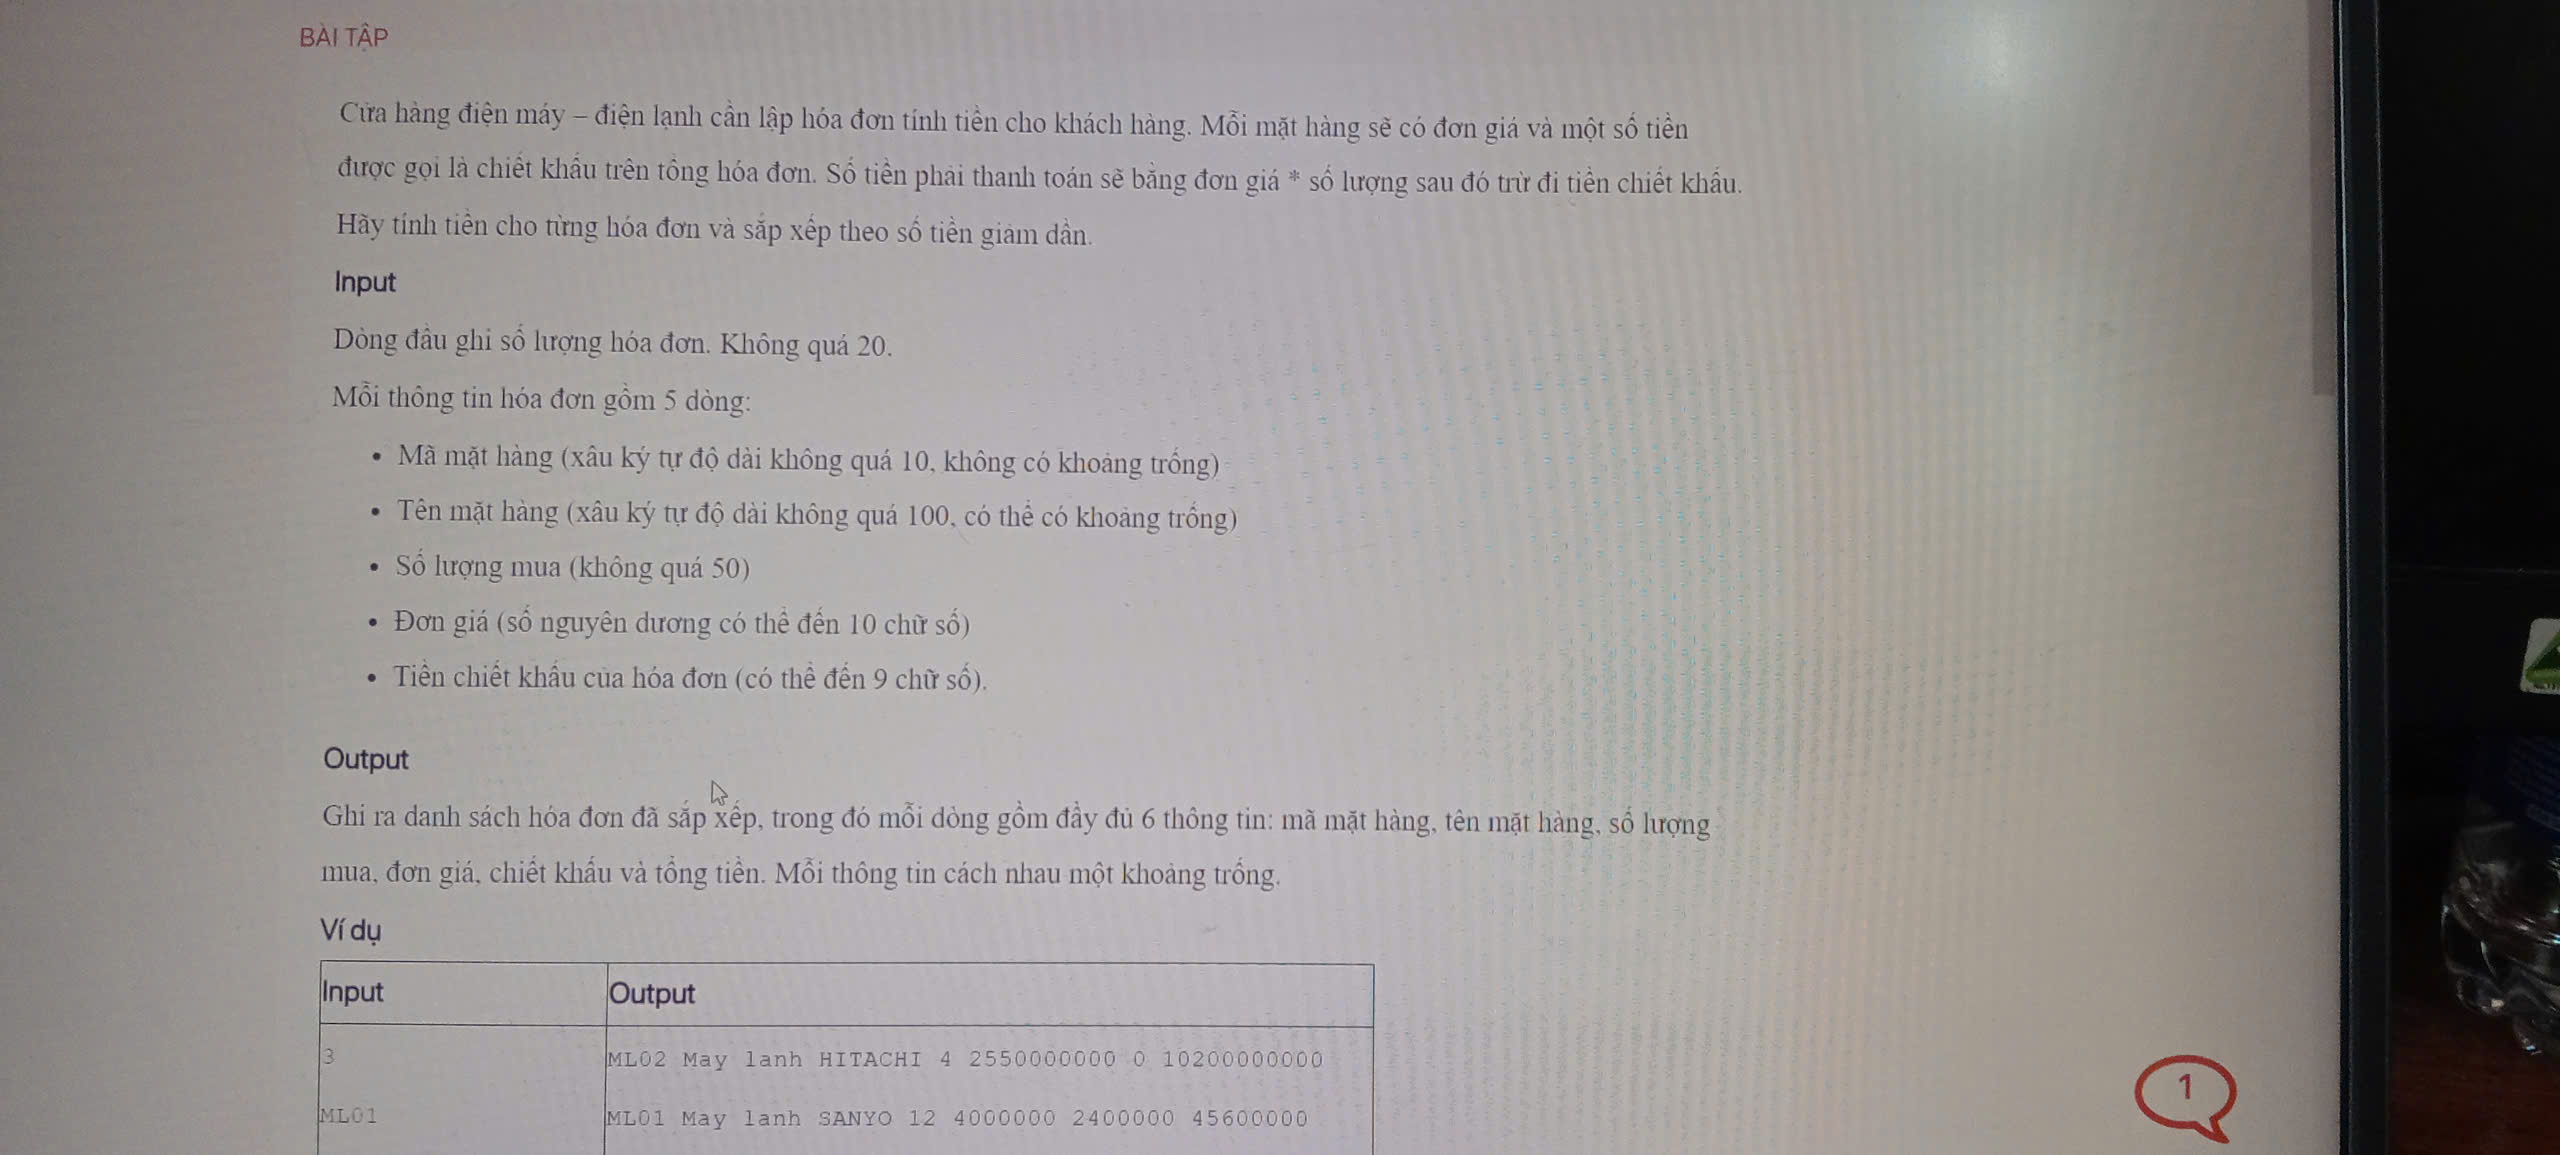 BÀI TẬP
Cửa hàng điện máy – điện lạnh cần lập hóa đơn tính tiền cho khách hàng. Mỗi mặt hàng sẽ có đơn giá và một số tiền
được gọi là chiết khấu trên tổng hóa đơn. Số tiền phải thanh toán sẽ bằng đơn giá * số lượng sau đó trừ đi tiền chiết khấu.
Hãy tính tiền cho từng hóa đơn và sắp xếp theo số tiền giảm dần.
Input
Dòng đầu ghi số lượng hóa đơn. Không quá 20.
Mỗi thông tin hóa đơn gồm 5 dòng:
• Mã mặt hàng (xâu ký tự độ dài không quá 10, không có khoảng trống)
• Tên mặt hàng (xâu ký tự độ dài không quá 100, có thể có khoảng trống)
• Số lượng mua (không quá 50)
• Đơn giá (số nguyên dương có thể đến 10 chữ số)
• Tiền chiết khấu của hóa đơn (có thể đến 9 chữ số).
Output
Ghi ra danh sách hóa đơn đã sắp xếp, trong đó mỗi dòng gồm đầy đủ 6 thông tin: mã mặt hàng, tên mặt hàng, số lượng
mua, đơn giá, chiết khấu và tổng tiền. Mỗi thông tin cách nhau một khoảng trống.
Ví dụ
Input Output
3 ML02 May lanh HITACHI 4 2550000000 0 10200000000
ML01 ML01 May lanh SANYO 12 4000000 2400000 45600000
1